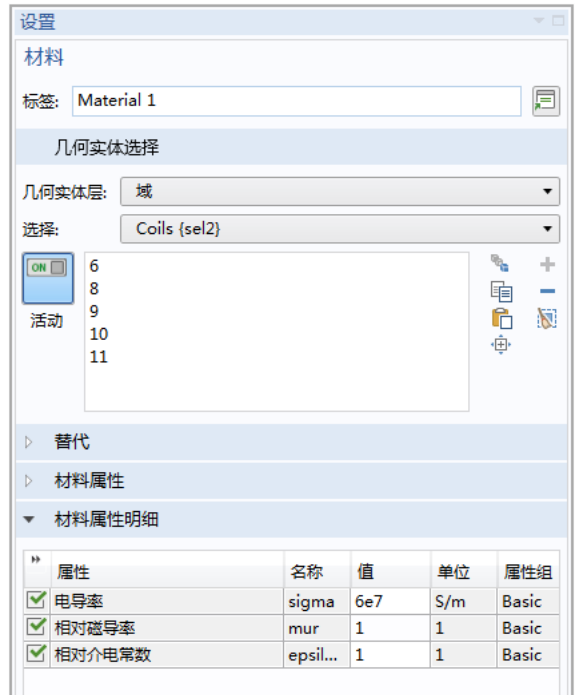 设置
材料
标签: Material 1
几何实体选择
几何实体层: 域
选择: Coils {sel2}
ON
活动
6
8
9
10
11
替代
材料属性
材料属性明细
属性 名称 值 单位 属性组
电导率 sigma 6e7 S/m Basic
相对磁导率 mur 1 1 Basic
相对介电常数 epsil... 1 1 Basic